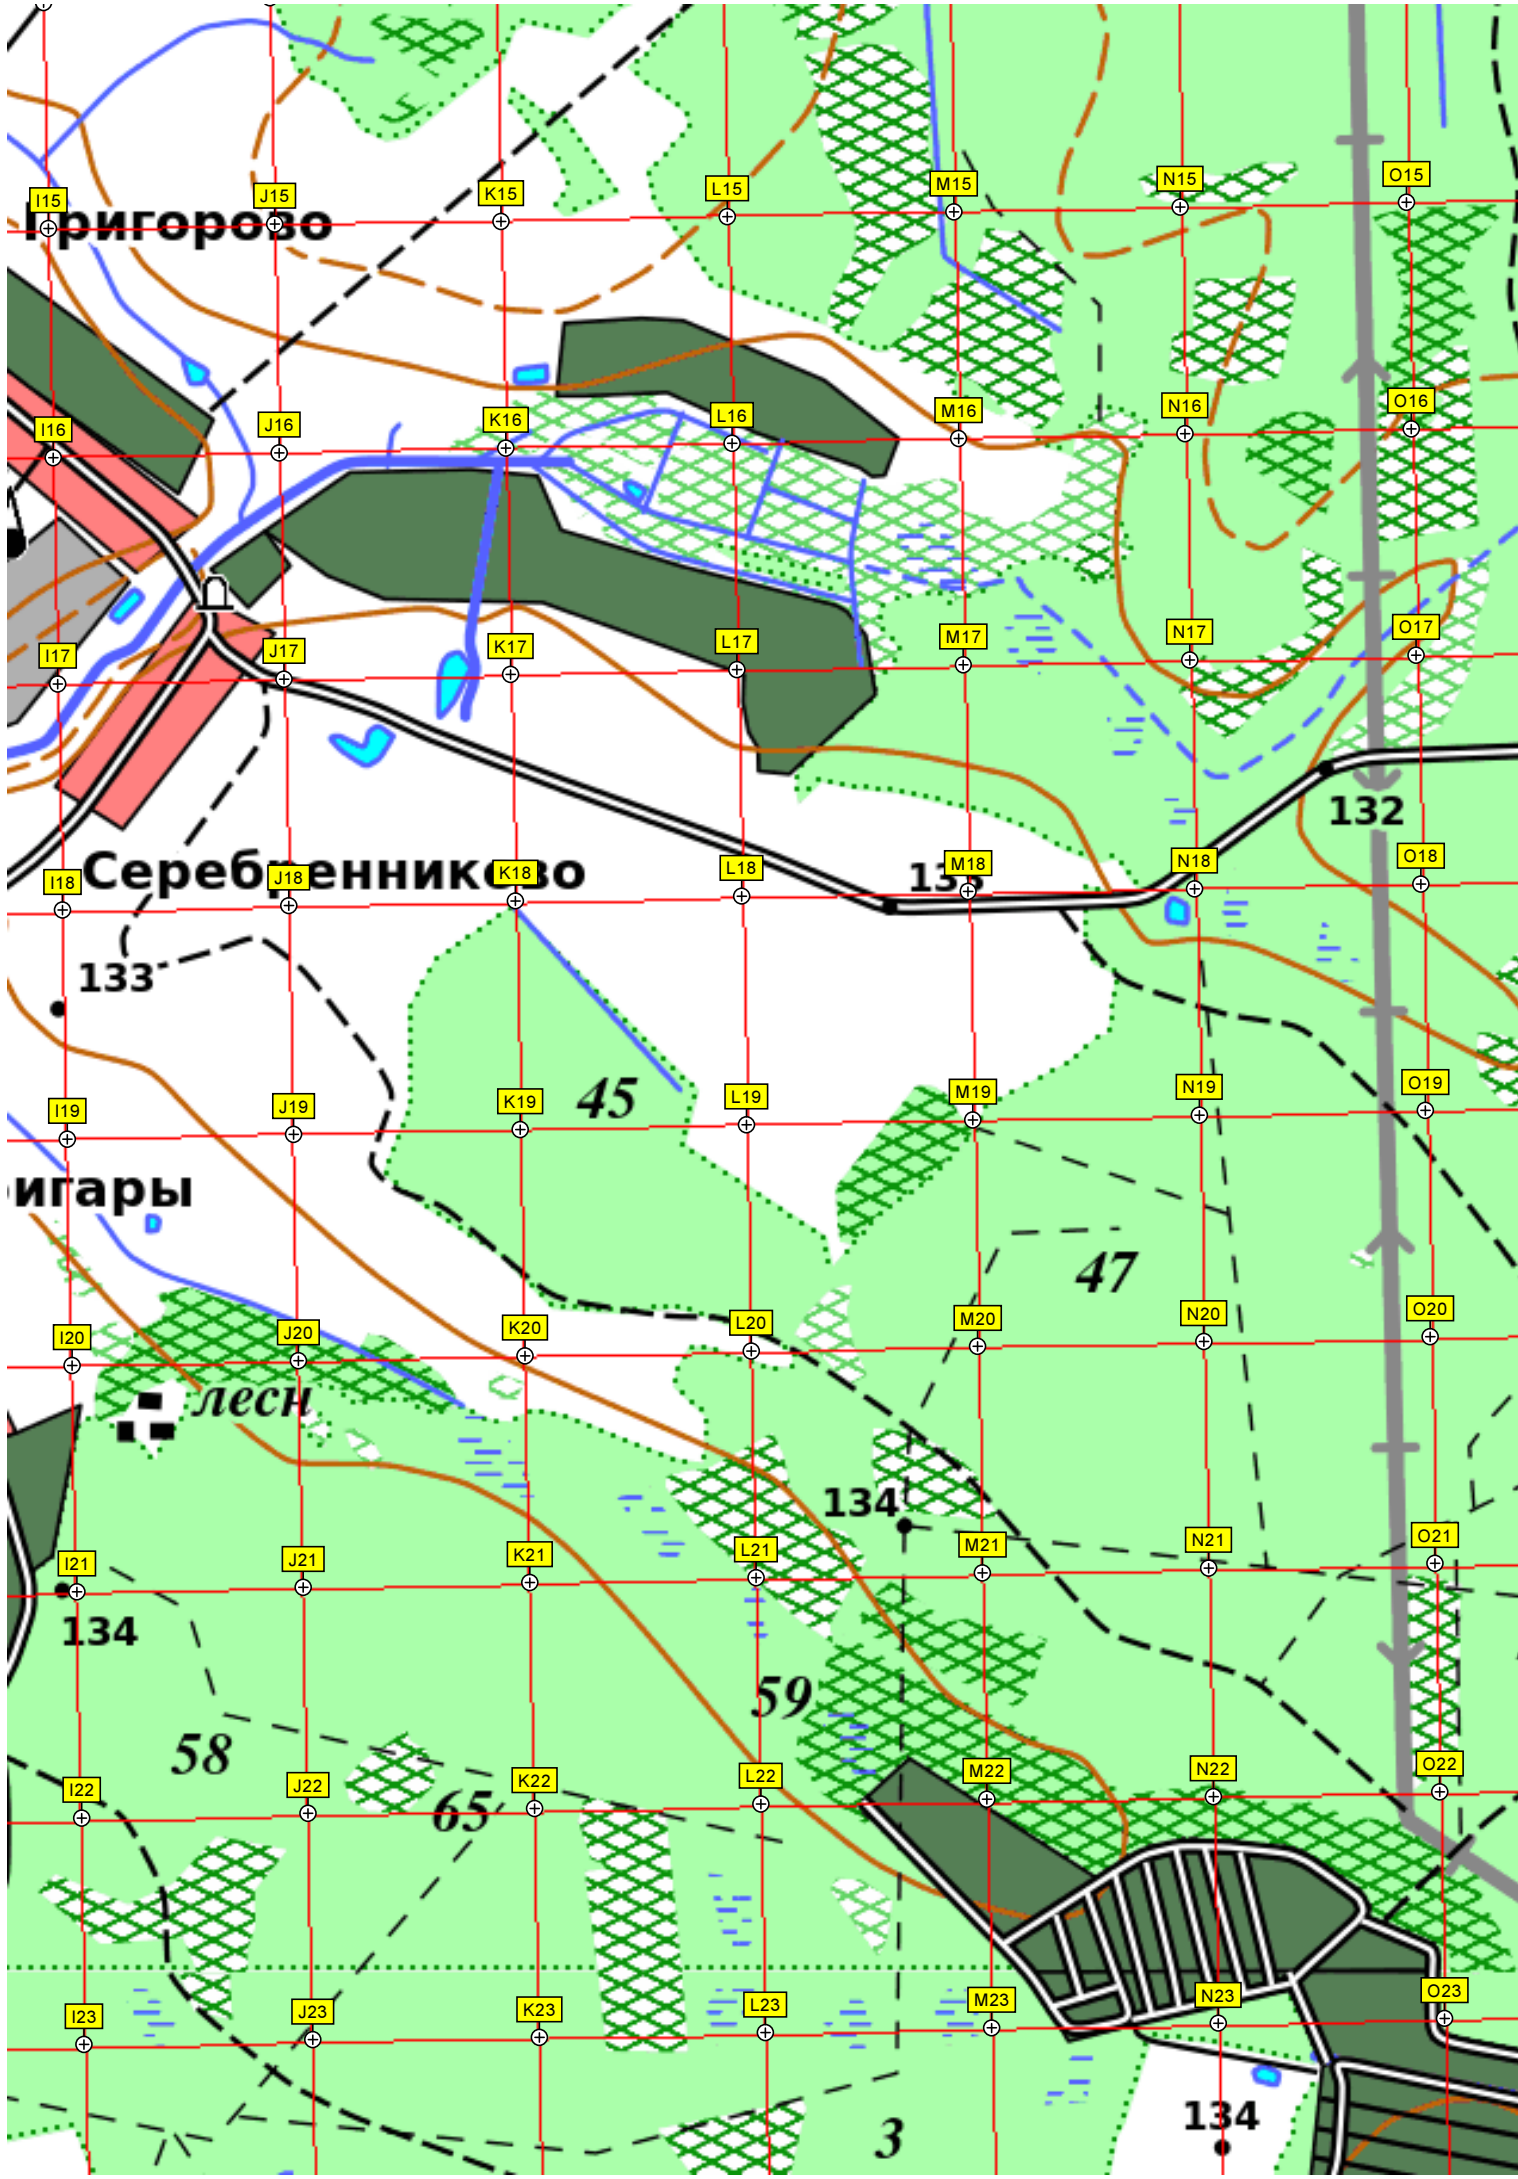 I15 J15 K15 L15 M15 N15 O15
Григорово
I16 J16 K16 L16 M16 N16 O16
I17 J17 K17 L17 M17 N17 O17
132
I18 J18 K18 L18 M18 N18 O18
Серебренниково
133
45
I19 J19 K19 L19 M19 N19 O19
игары
47
I20 J20 K20 L20 M20 N20 O20
лесн
134
I21 J21 K21 L21 M21 N21 O21
134
59
58
I22 J22 K22 L22 M22 N22 O22
65
I23 J23 K23 L23 M23 N23 O23
134
3